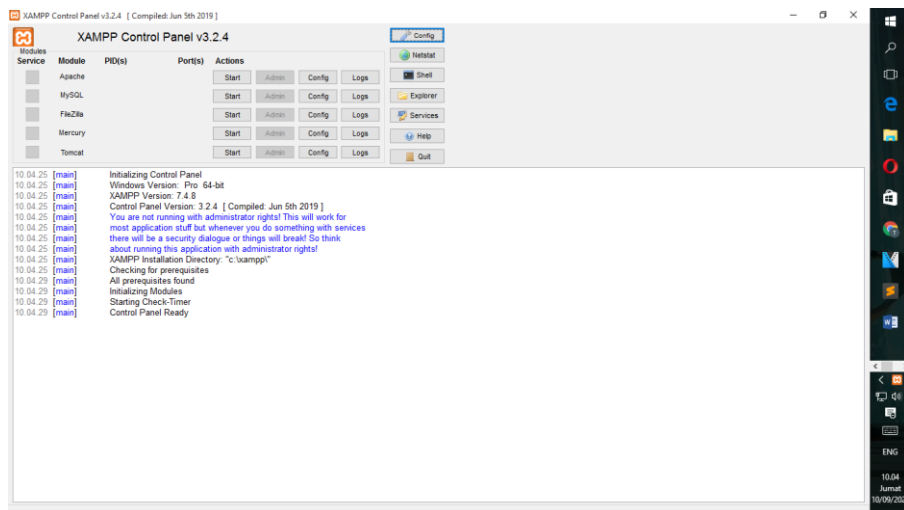 XAMPP Control Panel v3.2.4 [ Compiled: Jun 5th 2019 ]
XAMPP Control Panel v3.2.4
Config
Modules
Service Module PID(s) Port(s) Actions
Netstat
Apache Start Admin Config Logs
Shell
MySQL Start Admin Config Logs
Explorer
FileZilla Start Admin Config Logs
Services
Mercury Start Admin Config Logs
Help
Tomcat Start Admin Config Logs
Quit
10.04.25 [main] Initializing Control Panel
10.04.25 [main] Windows Version: Pro 64-bit
10.04.25 [main] XAMPP Version: 7.4.8
10.04.25 [main] Control Panel Version: 3.2.4 [ Compiled: Jun 5th 2019 ]
10.04.25 [main] You are not running with administrator rights! This will work for
10.04.25 [main] most application stuff but whenever you do something with services
10.04.25 [main] there will be a security dialogue or things will break! So think
10.04.25 [main] about running this application with administrator rights!
10.04.25 [main] XAMPP Installation Directory: "c:\xampp\"
10.04.25 [main] Checking for prerequisites
10.04.29 [main] All prerequisites found
10.04.29 [main] Initializing Modules
10.04.29 [main] Starting Check-Timer
10.04.29 [main] Control Panel Ready
ENG
10.04
Jumat
10/09/202